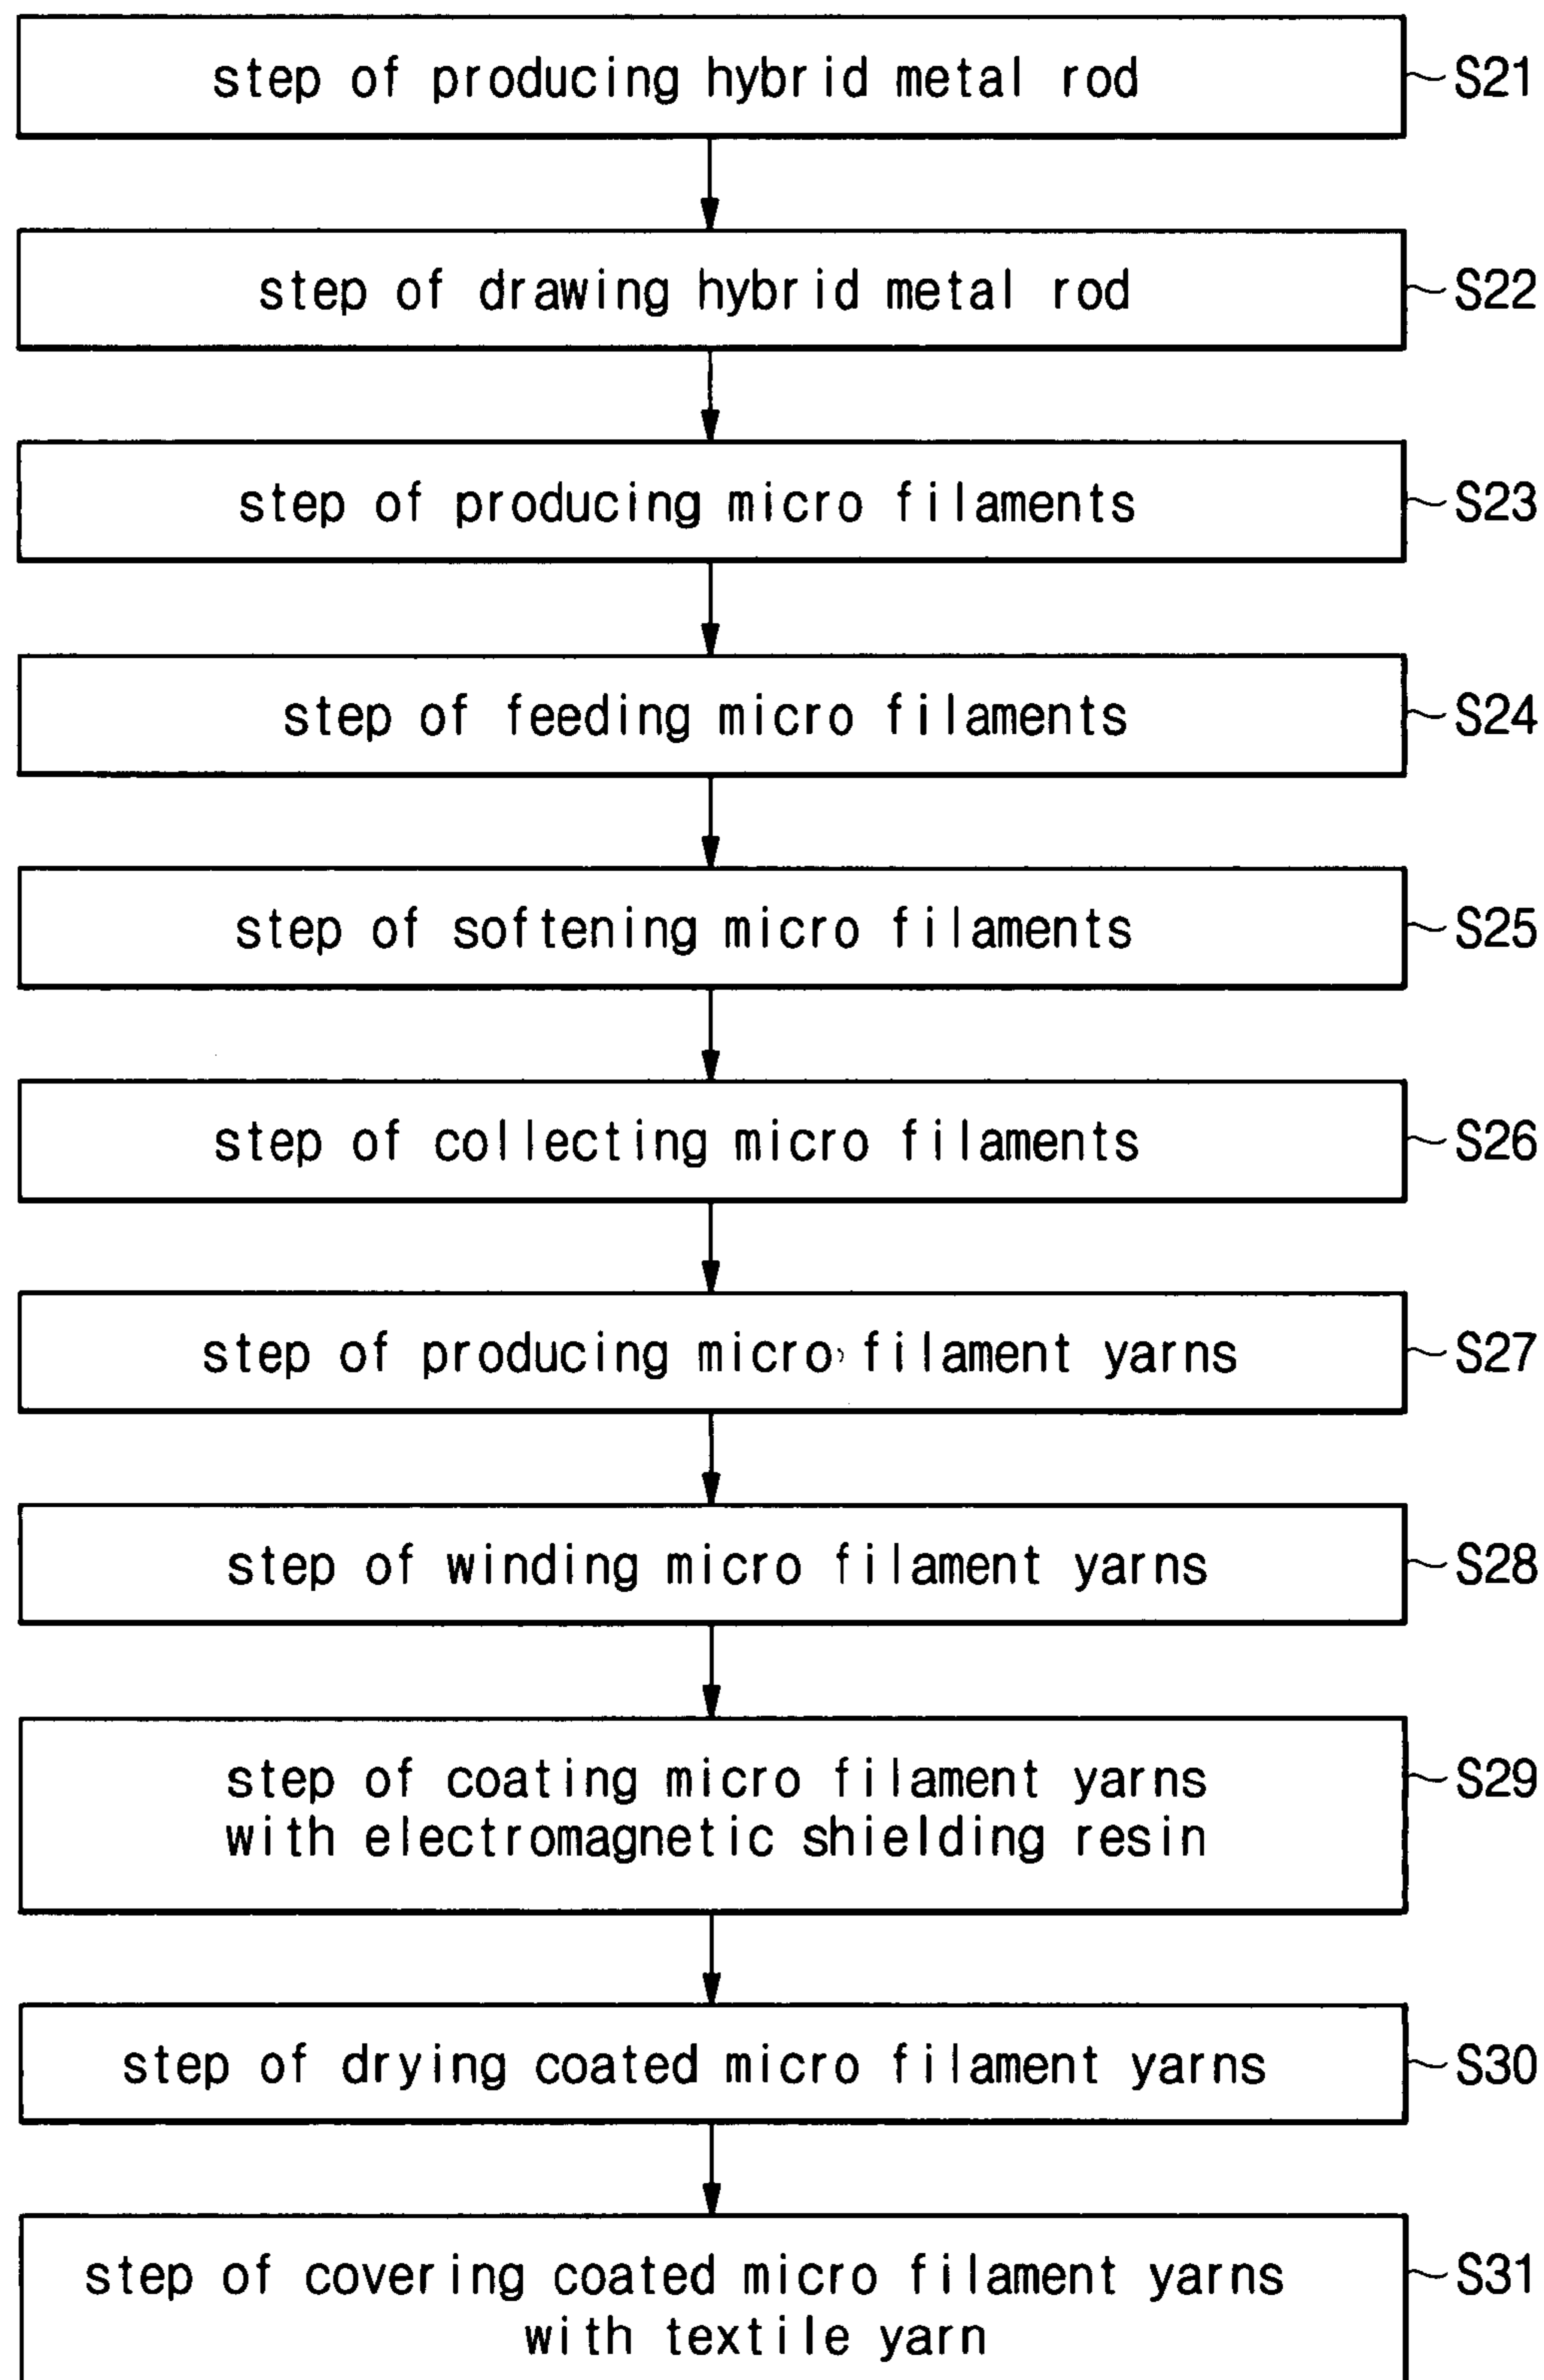 step of producing hybrid metal rod S21
step of drawing hybrid metal rod S22
step of producing micro filaments S23
step of feeding micro filaments S24
step of softening micro filaments S25
step of collecting micro filaments S26
step of producing micro filament yarns S27
step of winding micro filament yarns S28
step of coating micro filament yarns S29
with electromagnetic shielding resin
step of drying coated micro filament yarns S30
step of covering coated micro filament yarns S31
with textile yarn